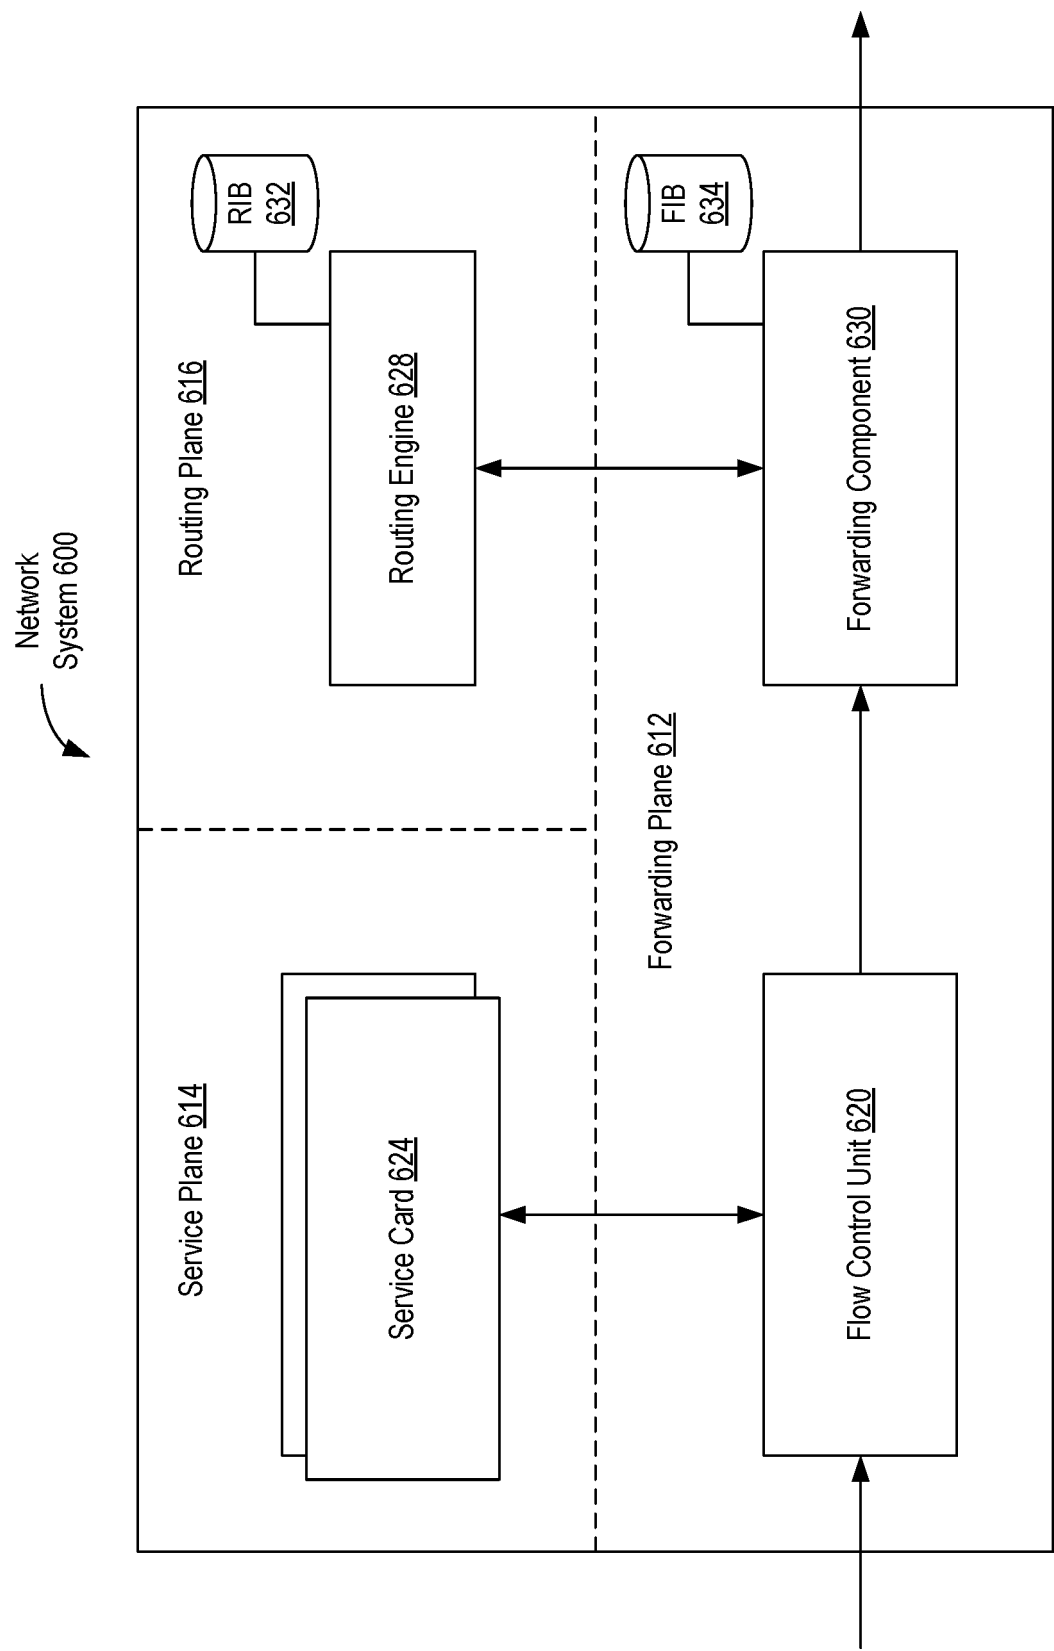 Network
System 600
Service Plane 614
Routing Plane 616
RIB
632
Service Card 624
Routing Engine 628
Forwarding Plane 612
FIB
634
Flow Control Unit 620
Forwarding Component 630